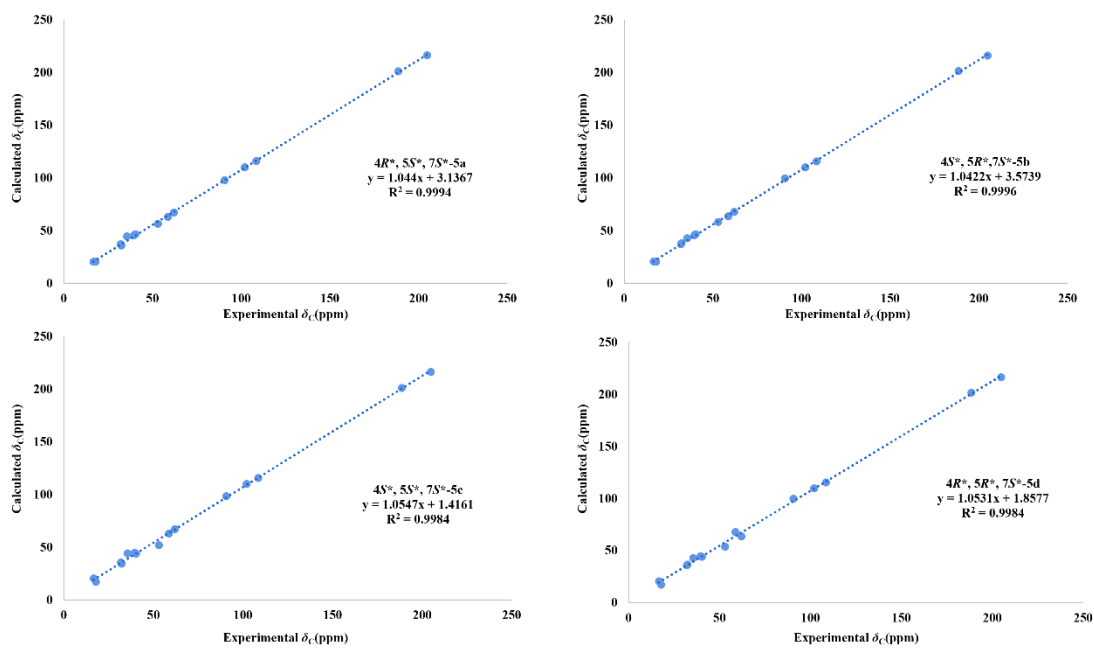 250
200
150
100
50
0
Calculated δC(ppm)
4R*, 5S*, 7S*-5a
y = 1.044x + 3.1367
R² = 0.9994
0 50 100 150 200 250
Experimental δC(ppm)
250
200
150
100
50
0
Calculated δC(ppm)
4S*, 5R*,7S*-5b
y = 1.0422x + 3.5739
R² = 0.9996
0 50 100 150 200 250
Experimental δC(ppm)
250
200
150
100
50
0
Calculated δC(ppm)
4S*, 5S*, 7S*-5c
y = 1.0547x + 1.4161
R² = 0.9984
0 50 100 150 200 250
Experimental δC(ppm)
250
200
150
100
50
0
Calculated δC(ppm)
4R*, 5R*, 7S*-5d
y = 1.0531x + 1.8577
R² = 0.9984
0 50 100 150 200 250
Experimental δC(ppm)